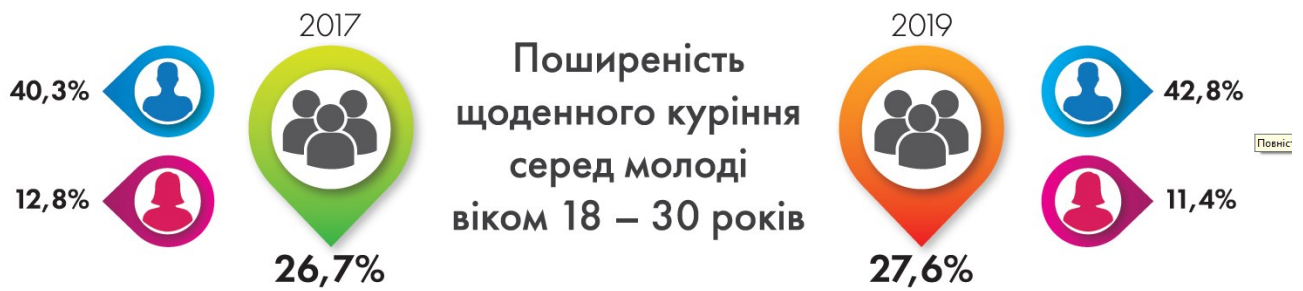 2017
40,3%
12,8%
26,7%
Поширеність
щоденного куріння
серед молоді
віком 18 – 30 років
2019
42,8%
11,4%
27,6%